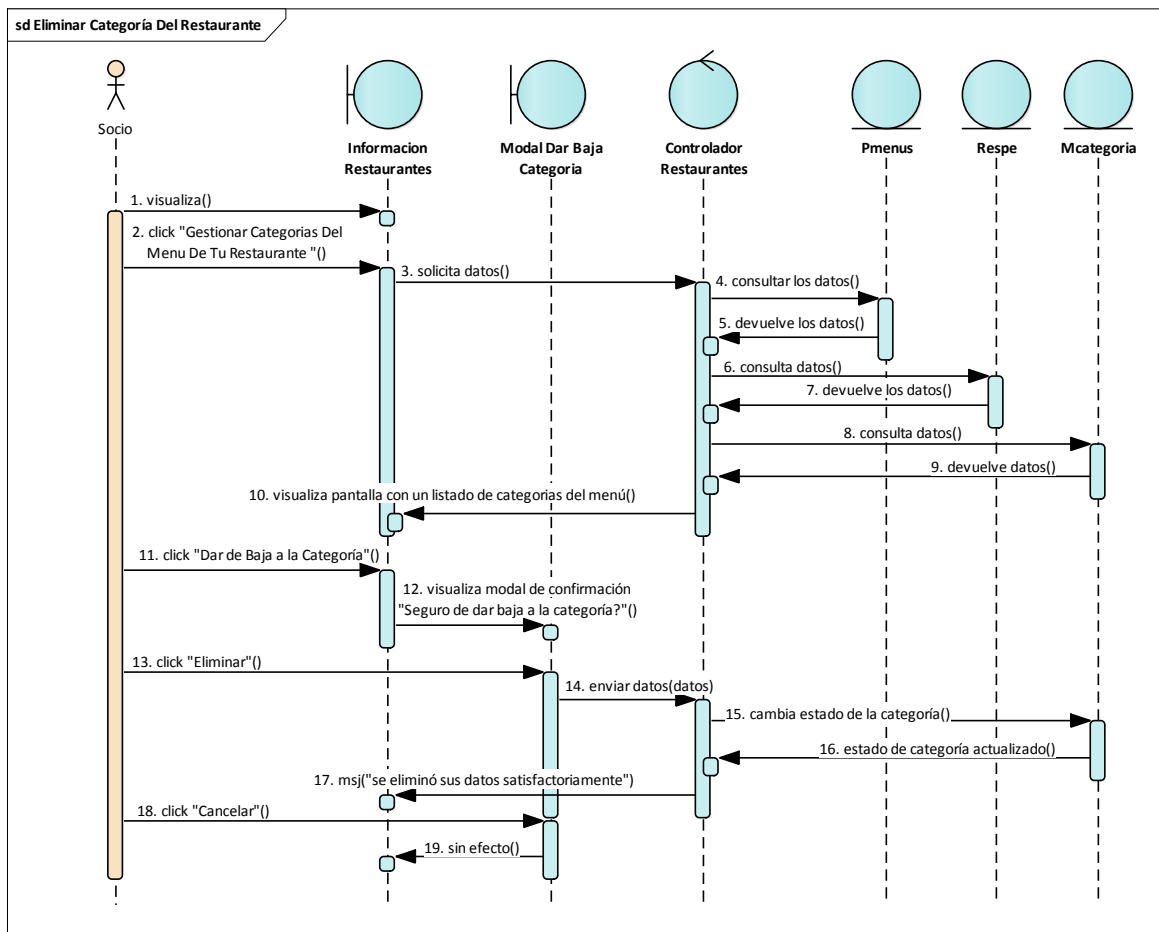 sd Eliminar Categoría Del Restaurante
Socio
Informacion
Restaurantes
Modal Dar Baja
Categoria
Controlador
Restaurantes
Pmenus
Respe
Mcategoria
1. visualiza()
2. click "Gestionar Categorias Del
Menu De Tu Restaurante "()
3. solicita datos()
4. consultar los datos()
5. devuelve los datos()
6. consulta datos()
7. devuelve los datos()
8. consulta datos()
9. devuelve datos()
10. visualiza pantalla con un listado de categorias del menú()
11. click "Dar de Baja a la Categoría"()
12. visualiza modal de confirmación
"Seguro de dar baja a la categoría?"()
13. click "Eliminar"()
14. enviar datos(datos)
15. cambia estado de la categoría()
16. estado de categoría actualizado()
17. msj("se eliminó sus datos satisfactoriamente")
18. click "Cancelar"()
19. sin efecto()